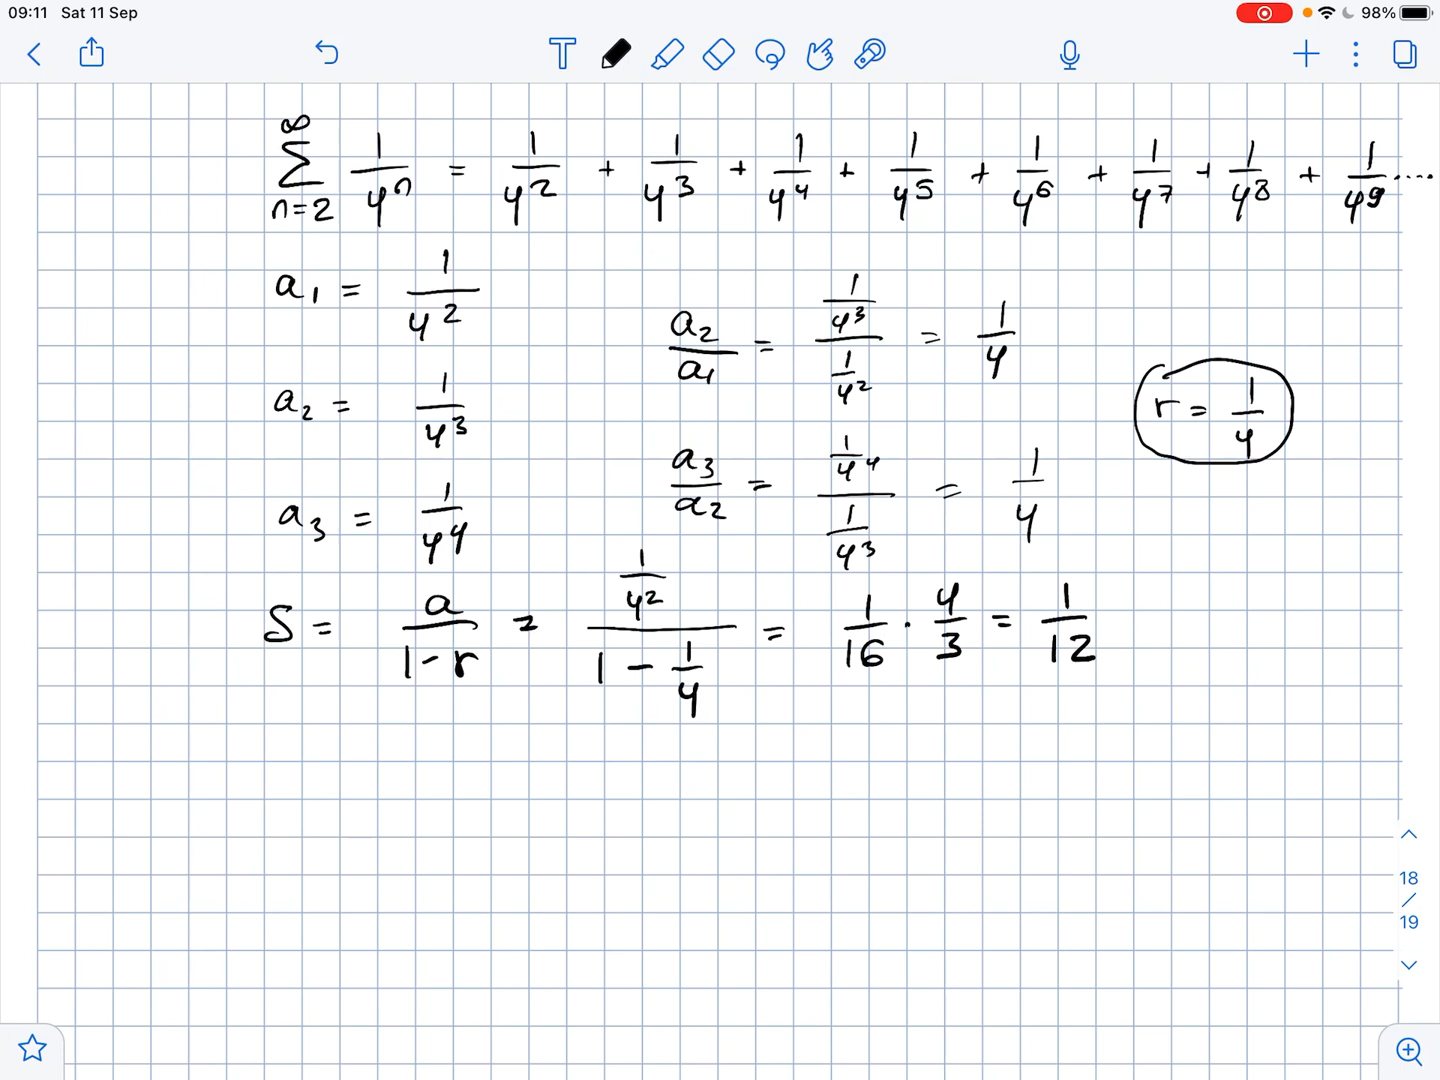 09:11 Sat 11 Sep 98%
T
∞
∑ 1/4^n = 1/4^2 + 1/4^3 + 1/4^4 + 1/4^5 + 1/4^6 + 1/4^7 + 1/4^8 + 1/4^9 ....
n=2
a₁ = 1/4^2
a₂/a₁ = (1/4^3)/(1/4^2) = 1/4
r = 1/4
a₂ = 1/4^3
a₃/a₂ = (1/4^4)/(1/4^3) = 1/4
a₃ = 1/4^4
S = a/(1-r) = (1/4^2)/(1 - 1/4) = 1/16 · 4/3 = 1/12
18
/
19